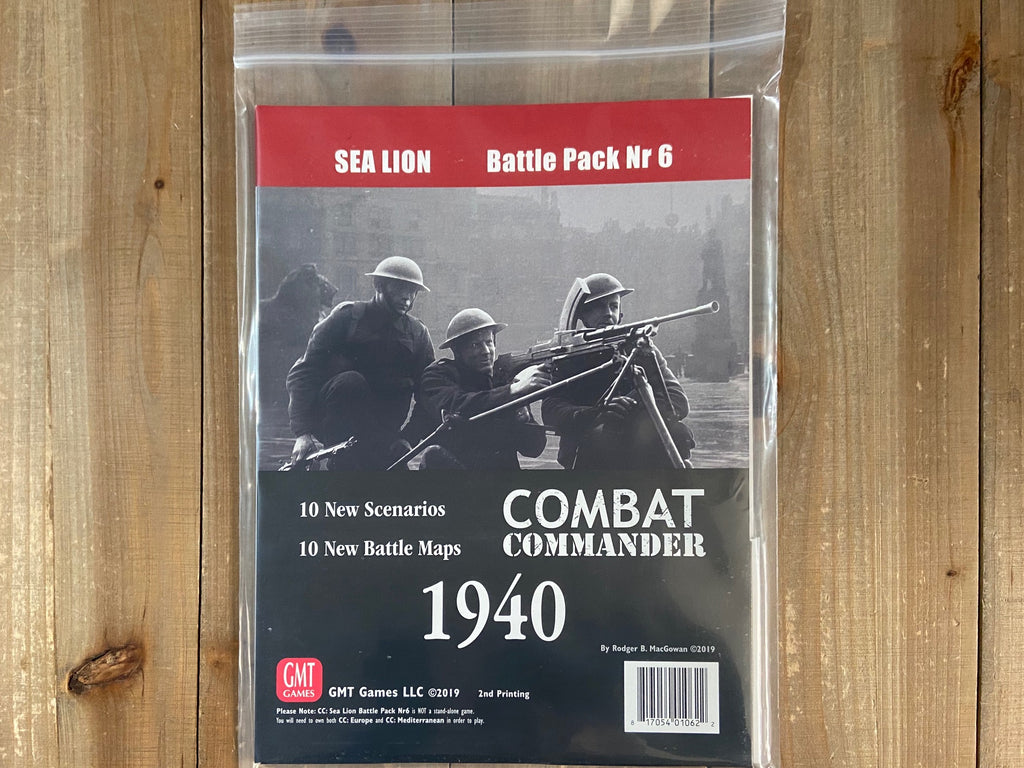 SEA LION Battle Pack Nr 6
10 New Scenarios
10 New Battle Maps
COMBAT
COMMANDER
1940
By Rodger B. MacGowan ©2019
GMT
GAMES
GMT Games LLC ©2019 2nd Printing
Please Note: CC: Sea Lion Battle Pack Nr6 is NOT a stand-alone game.
You will need to own both CC: Europe and CC: Mediterranean in order to play.
8 17054 01062 2